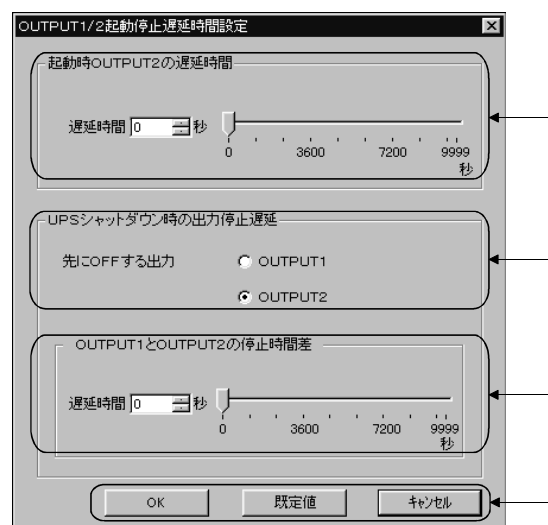 OUTPUT1/2起動停止遅延時間設定
起動時OUTPUT2の遅延時間
遅延時間 0 秒
0 3600 7200 9999
秒
UPSシャットダウン時の出力停止遅延
先にOFFする出力 OUTPUT1
OUTPUT2
OUTPUT1とOUTPUT2の停止時間差
遅延時間 0 秒
0 3600 7200 9999
秒
OK 既定値 キャンセル